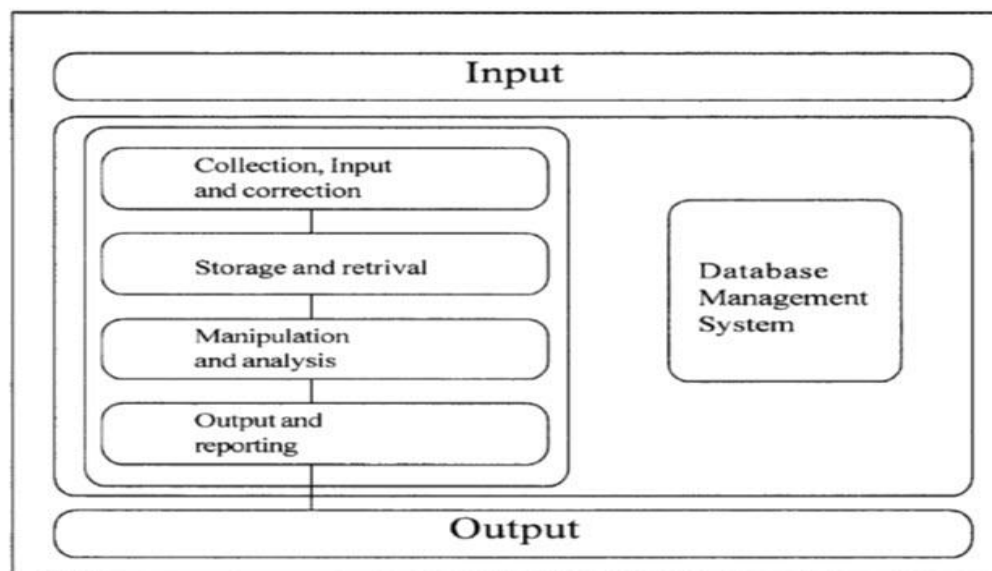 Input
Collection, Input
and correction
Storage and retrival
Manipulation
and analysis
Output and
reporting
Database
Management
System
Output